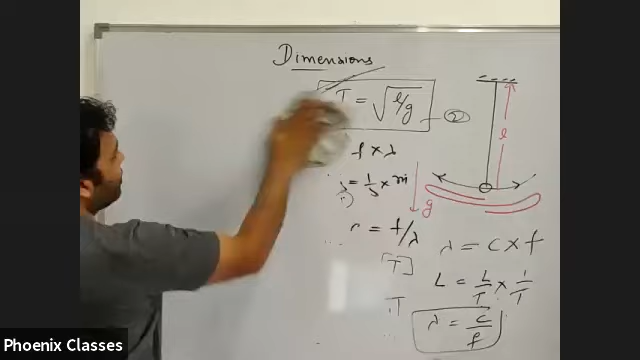 Dimensions
T = √l/g
②
l
f × λ
= 1/s × m
g
= f/λ
λ = c × f
[T]
L = L/T × 1/T
λ = c/f
Phoenix Classes